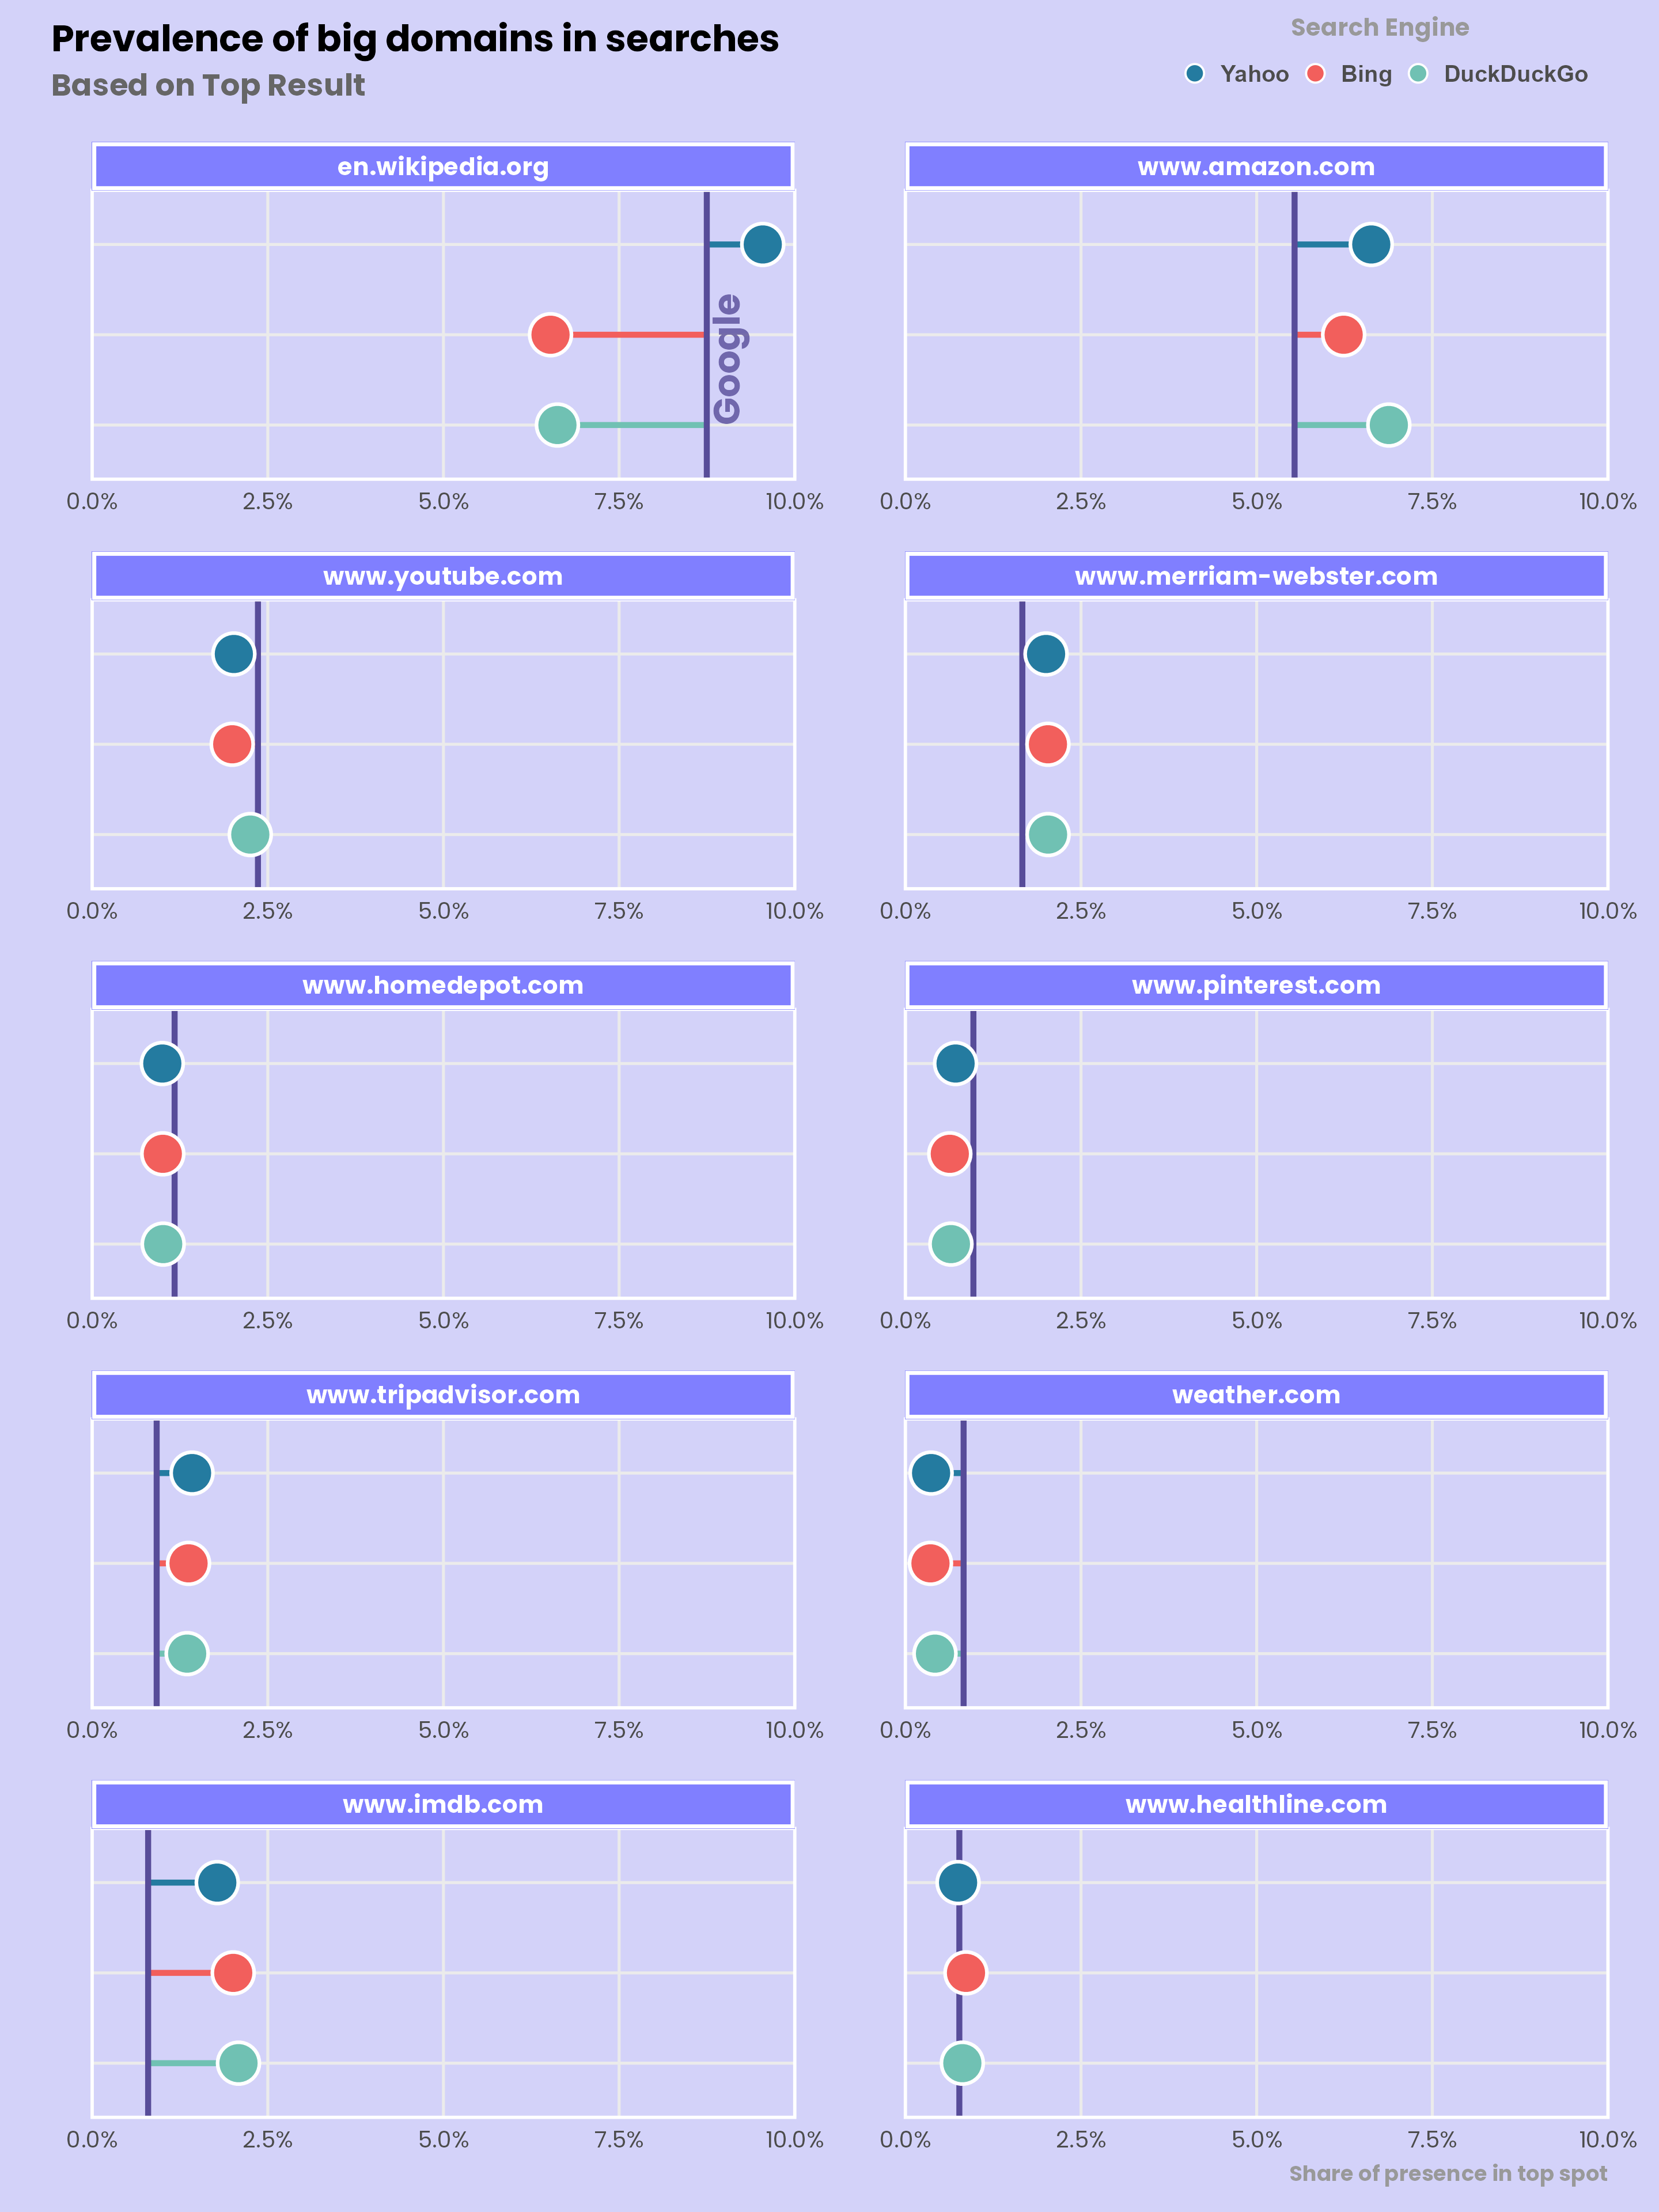 Prevalence of big domains in searches
Based on Top Result
Search Engine
Yahoo Bing DuckDuckGo
en.wikipedia.org
Google
0.0% 2.5% 5.0% 7.5% 10.0%
www.amazon.com
0.0% 2.5% 5.0% 7.5% 10.0%
www.youtube.com
0.0% 2.5% 5.0% 7.5% 10.0%
www.merriam-webster.com
0.0% 2.5% 5.0% 7.5% 10.0%
www.homedepot.com
0.0% 2.5% 5.0% 7.5% 10.0%
www.pinterest.com
0.0% 2.5% 5.0% 7.5% 10.0%
www.tripadvisor.com
0.0% 2.5% 5.0% 7.5% 10.0%
weather.com
0.0% 2.5% 5.0% 7.5% 10.0%
www.imdb.com
0.0% 2.5% 5.0% 7.5% 10.0%
www.healthline.com
0.0% 2.5% 5.0% 7.5% 10.0%
Share of presence in top spot